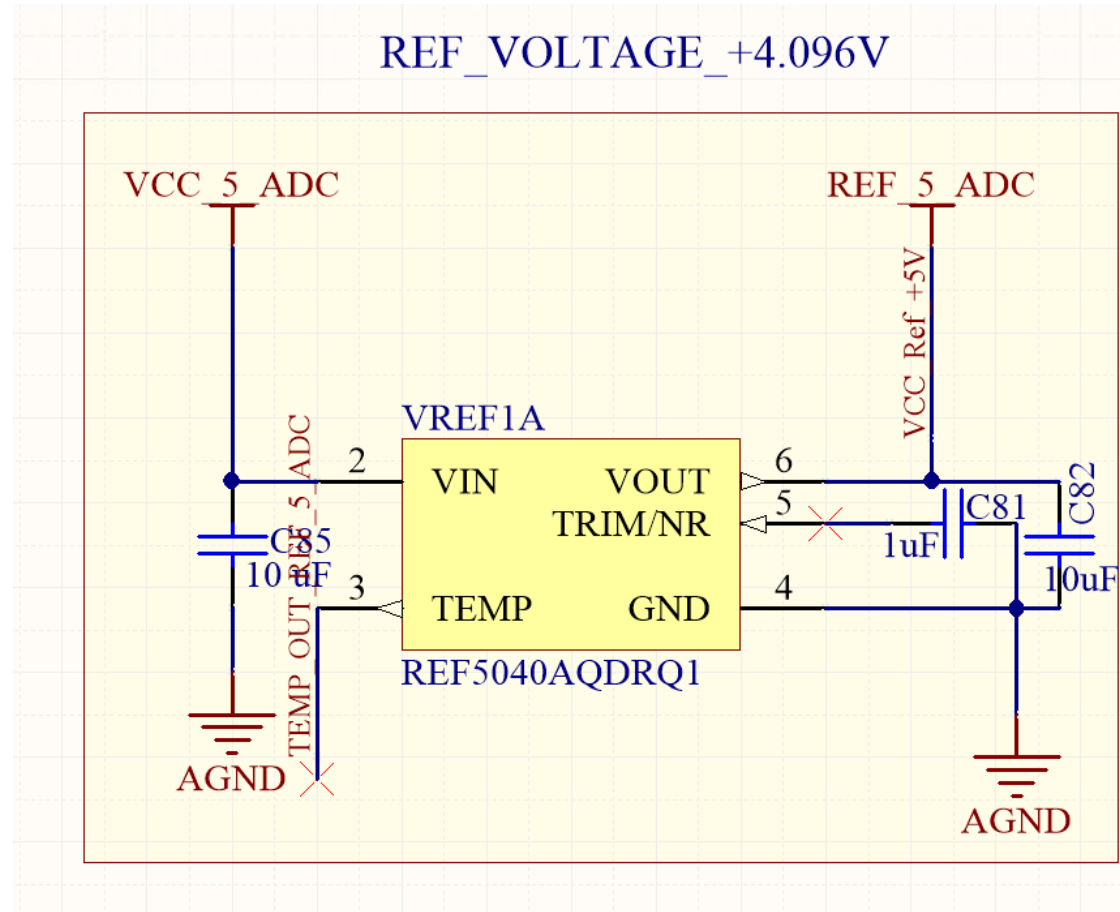 REF_VOLTAGE_+4.096V
VCC_5_ADC
REF_5_ADC
VCC_Ref_+5V
VREF1A
TEMP_OUT_REF_5_ADC
2
VIN
VOUT
6
TRIM/NR
5
C81
1uF
C82
10uF
C85
10 uF
3
TEMP
GND
4
REF5040AQDRQ1
AGND
AGND